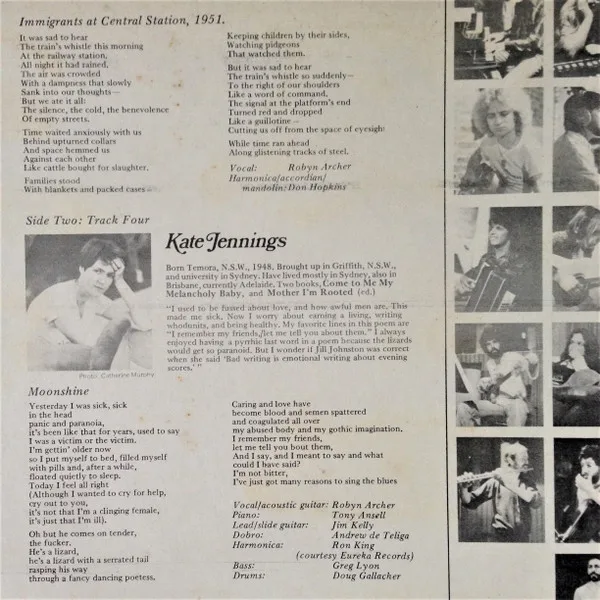 Immigrants at Central Station, 1951.
It was sad to hear
The train's whistle this morning
At the railway station.
All night it had rained.
The air was crowded
With a dampness that slowly
Sank into our thoughts—
But we ate it all:
The silence, the cold, the benevolence
Of empty streets.
Time waited anxiously with us
Behind upturned collars
And space hemmed us
Against each other
Like cattle bought for slaughter.
Families stood
With blankets and packed cases –
Keeping children by their sides,
Watching pidgeons
That watched them.
But it was sad to hear
The train's whistle so suddenly—
To the right of our shoulders
Like a word of command,
The signal at the platform's end
Turned red and dropped
Like a guillotine –
Cutting us off from the space of eyesight
While time ran ahead
Along glistening tracks of steel.
Vocal: Robyn Archer
Harmonica/accordian/
mandolin: Don Hopkins
Side Two: Track Four
Kate Jennings
Born Temora, N.S.W., 1948. Brought up in Griffith, N.S.W.,
and university in Sydney. Have lived mostly in Sydney, also in
Brisbane, currently Adelaide. Two books, Come to Me My
Melancholy Baby, and Mother I'm Rooted (ed.)
"I used to be fussed about love, and how awful men are. This
made me sick. Now I worry about earning a living, writing
whodunits, and being healthy. My favorite lines in this poem are
"I remember my friends,/let me tell you about them." I always
enjoyed having a pyrrhic last word in a poem because the lizards
would get so paranoid. But I wonder if Jill Johnston was correct
when she said 'Bad writing is emotional writing about evening
scores.' "
Photo: Catherine Murphy
Moonshine
Yesterday I was sick, sick
in the head
panic and paranoia,
it's been like that for years, used to say
I was a victim or the victim.
I'm gettin' older now
so I put myself to bed, filled myself
with pills and, after a while,
floated quietly to sleep.
Today I feel all right
(Although I wanted to cry for help,
cry out to you,
it's not that I'm a clinging female,
it's just that I'm ill).
Oh but he comes on tender,
the fucker.
He's a lizard,
he's a lizard with a serrated tail
rasping his way
through a fancy dancing poetess.
Caring and love have
become blood and semen spattered
and coagulated all over
my abused body and my gothic imagination.
I remember my friends,
let me tell you bout them,
And I say, and I meant to say and what
could I have said?
I'm not bitter,
I've just got many reasons to sing the blues
Vocal/acoustic guitar: Robyn Archer
Piano: Tony Ansell
Lead/slide guitar: Jim Kelly
Dobro: Andrew de Teliga
Harmonica: Ron King
(courtesy Eureka Records)
Bass: Greg Lyon
Drums: Doug Gallacher